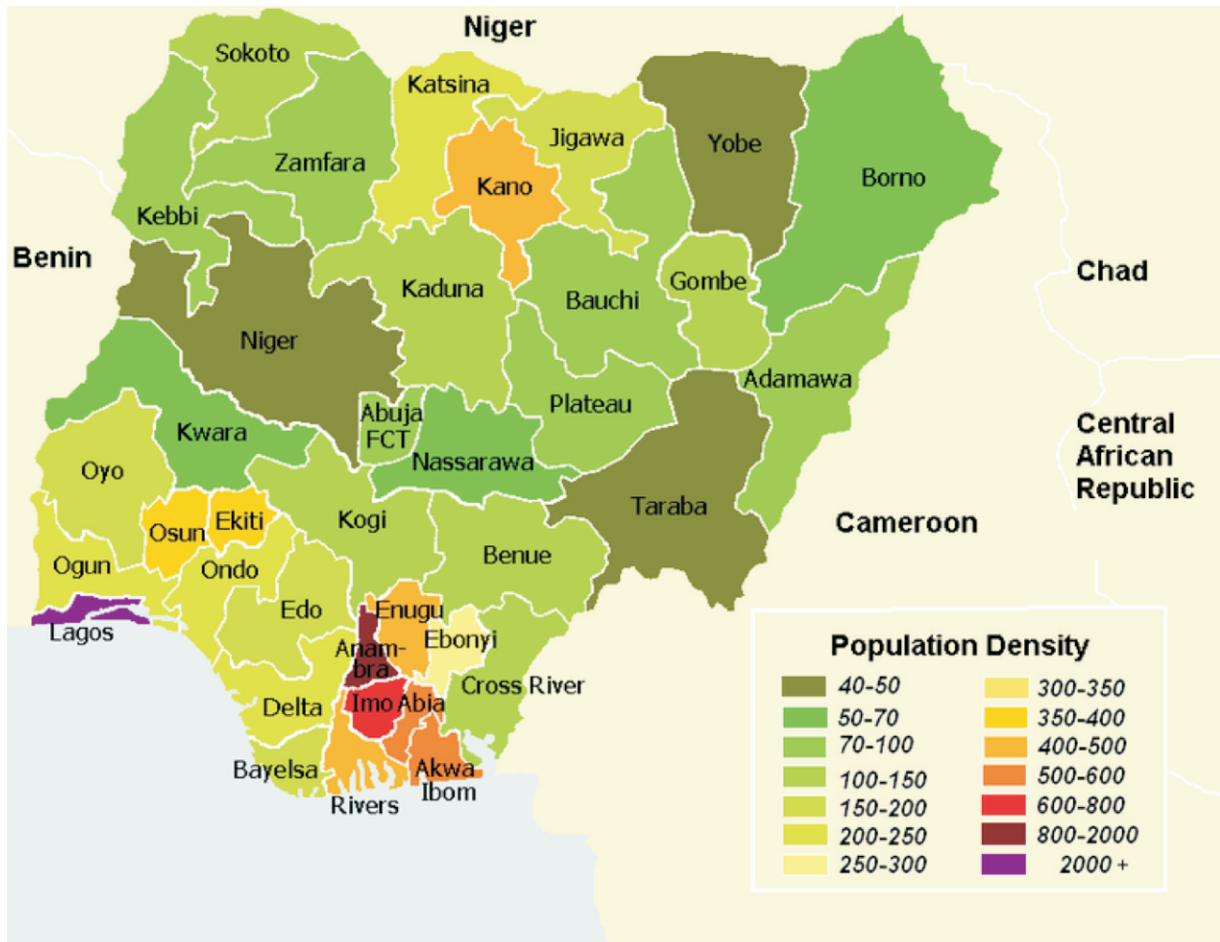 Niger
Sokoto
Katsina
Jigawa
Yobe
Zamfara
Kano
Borno
Kebbi
Benin
Chad
Kaduna
Gombe
Bauchi
Niger
Adamawa
Plateau
Abuja
FCT
Kwara
Nassarawa
Central
African
Republic
Oyo
Taraba
Kogi
Osun
Ekiti
Cameroon
Benue
Ogun
Ondo
Edo
Enugu
Lagos
Ebonyi
Anam-
bra
Cross River
Imo
Abia
Delta
Bayelsa
Akwa
Ibom
Rivers
Population Density
40-50
50-70
70-100
100-150
150-200
200-250
250-300
300-350
350-400
400-500
500-600
600-800
800-2000
2000 +